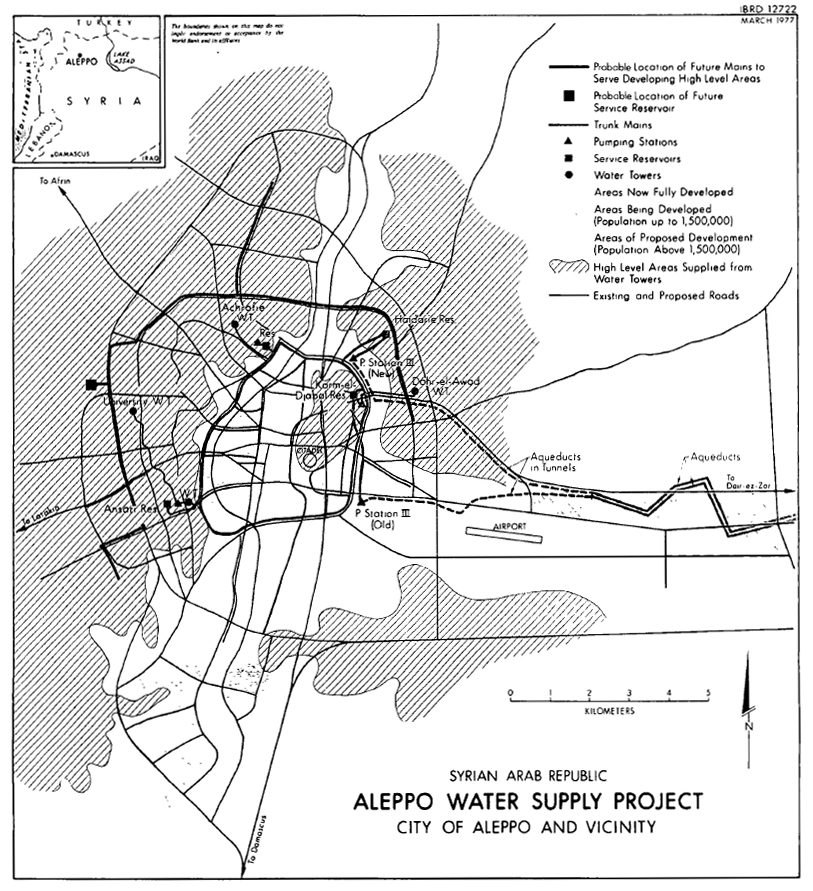 IBRD 12722
MARCH 1977
The boundaries shown on this map do not
imply endorsement or acceptance by the
World Bank and its affiliates
TURKEY
ALEPPO
LAKE
ASSAD
SYRIA
MEDITERRANEAN
LEBANON
DAMASCUS
IRAQ
Probable Location of Future Mains to
Serve Developing High Level Areas
Probable Location of Future
Service Reservoir
Trunk Mains
Pumping Stations
Service Reservoirs
Water Towers
Areas Now Fully Developed
Areas Being Developed
(Population up to 1,500,000)
Areas of Proposed Development
(Population Above 1,500,000)
High Level Areas Supplied from
Water Towers
Existing and Proposed Roads
To Afrin
Achrafie
W.T.
Res
Haidarie Res.
P. Station III
(New)
Karm-el-
Djabal Res.
Dahr-el-Awad
W.T.
University W.T.
CITADEL
Aqueducts
in Tunnels
Aqueducts
To
Dair-ez-Zor
W.T.
Ansari Res
P Station III
(Old)
To Latakia
AIRPORT
0 1 2 3 4 5
KILOMETERS
N
SYRIAN ARAB REPUBLIC
ALEPPO WATER SUPPLY PROJECT
CITY OF ALEPPO AND VICINITY
To Damascus